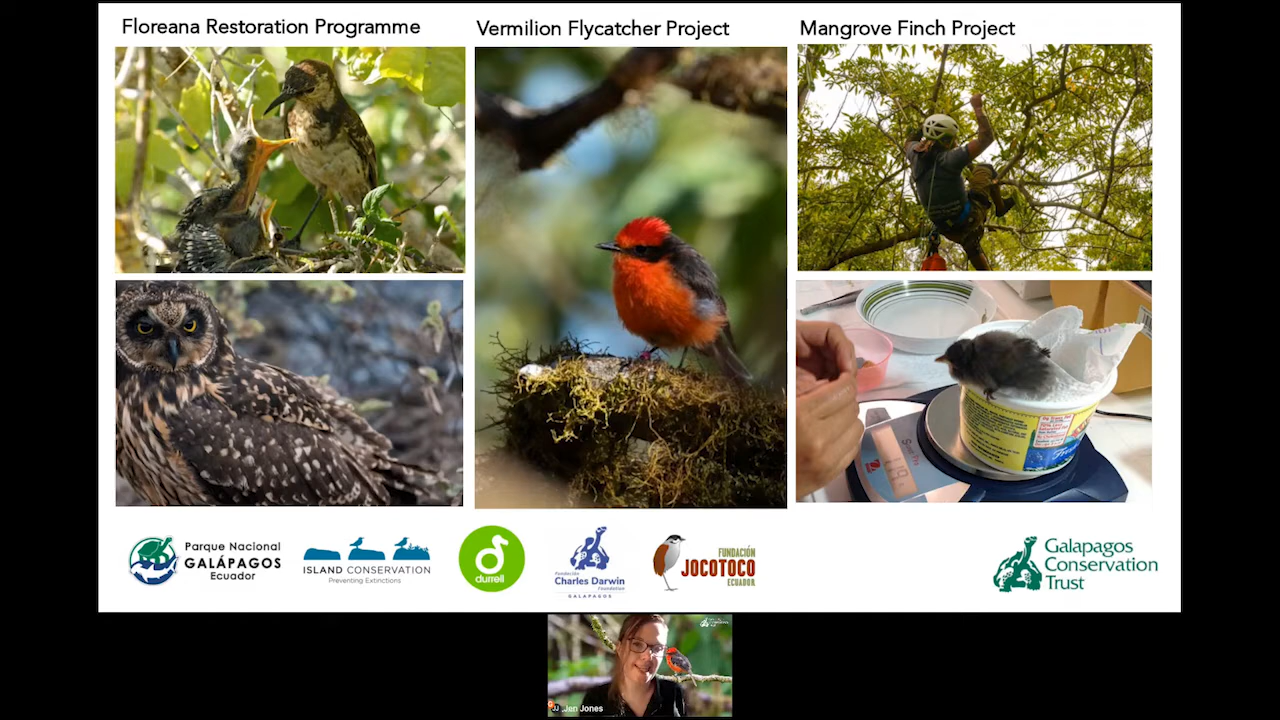 Floreana Restoration Programme
Vermilion Flycatcher Project
Mangrove Finch Project
Parque Nacional
GALÁPAGOS
Ecuador
ISLAND CONSERVATION
Preventing Extinctions
durrell
Fundación
Charles Darwin
Foundation
GALAPAGOS
FUNDACIÓN
JOCOTOCO
ECUADOR
Galapagos
Conservation
Trust
JJ
Jen Jones